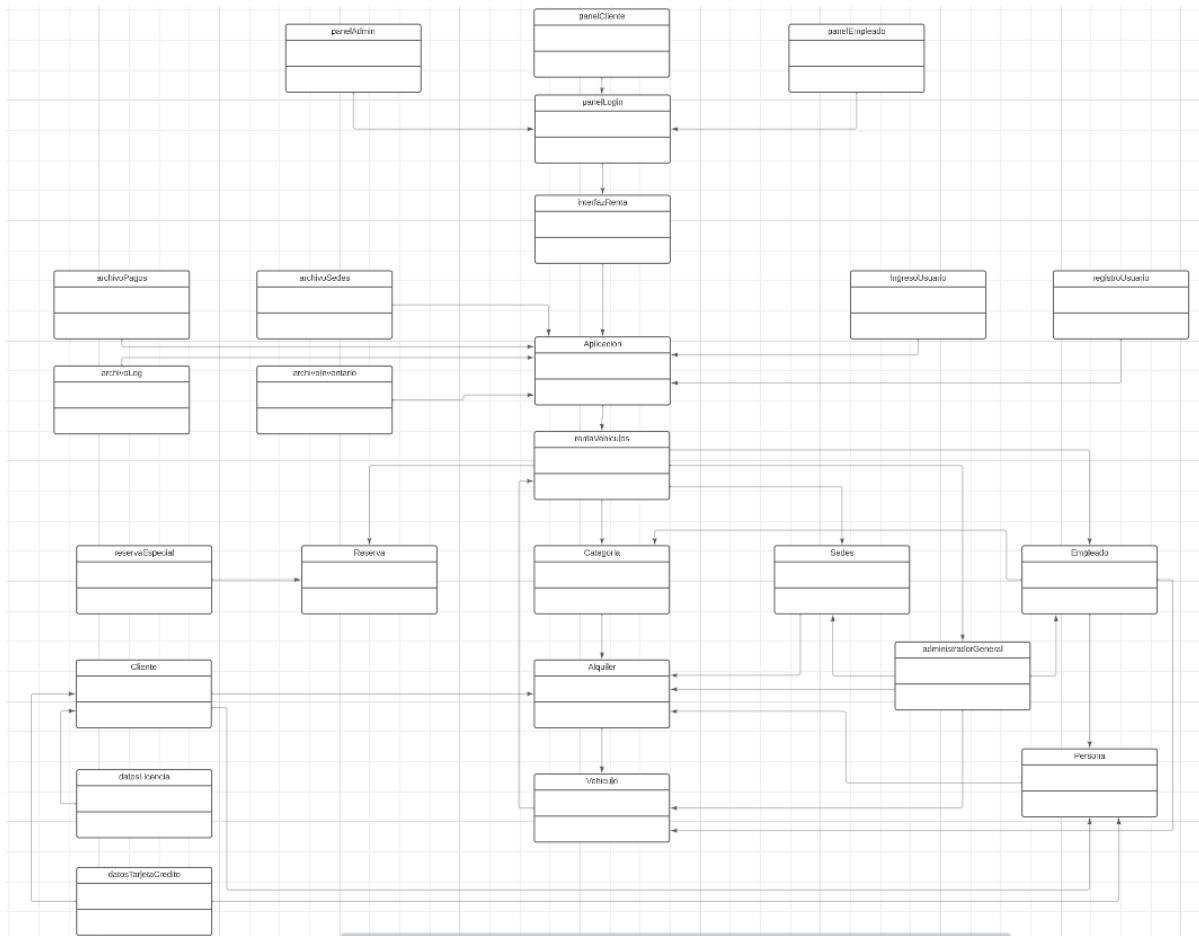 panelCliente
panelAdmin
panelEmpleado
panelLogin
interfazRenta
archivoPagos
archivoSedes
IngresoUsuario
registroUsuario
Aplicacion
archivoLog
archivoInventario
rentaVehiculos
reservaEspecial
Reserva
Categoria
Sedes
Empleado
administradorGeneral
Cliente
Alquiler
Persona
datosLicencia
Vehiculo
datosTarjetaCredito